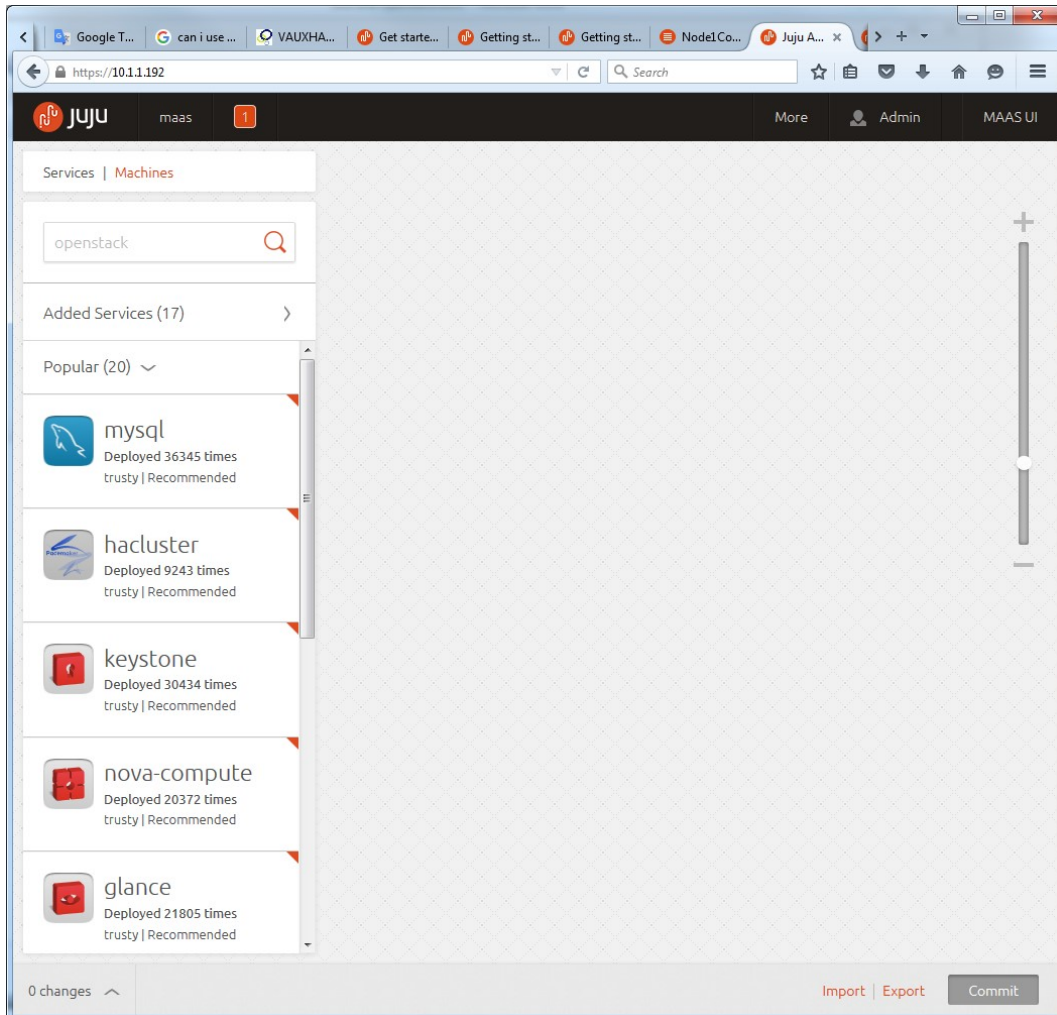 Google T...
can i use ...
VAUXHA...
Get starte...
Getting st...
Getting st...
Node1Co...
Juju A...
https://10.1.1.192
Search
juju
maas
1
More
Admin
MAAS UI
Services | Machines
openstack
Added Services (17)
Popular (20)
mysql
Deployed 36345 times
trusty | Recommended
hacluster
Deployed 9243 times
trusty | Recommended
keystone
Deployed 30434 times
trusty | Recommended
nova-compute
Deployed 20372 times
trusty | Recommended
glance
Deployed 21805 times
trusty | Recommended
0 changes
Import | Export
Commit